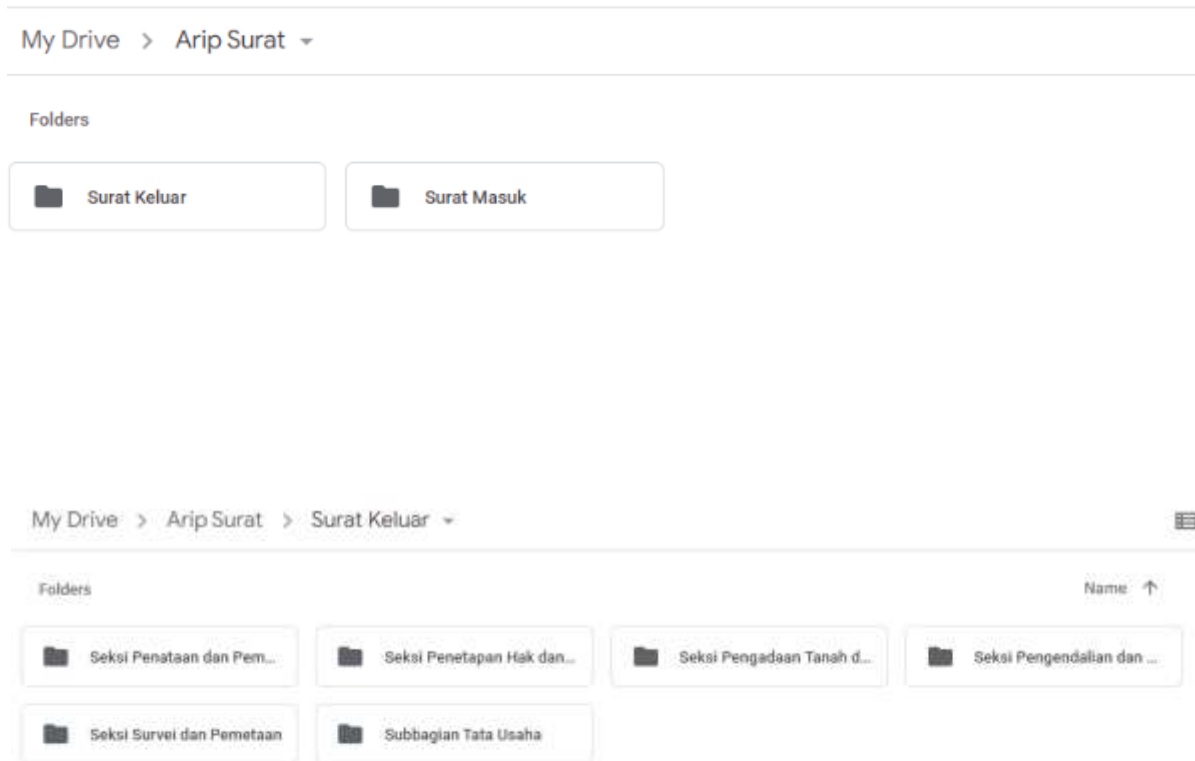 My Drive > Arip Surat
Folders
Surat Keluar Surat Masuk
My Drive > Arip Surat > Surat Keluar
Folders Name ↑
Seksi Penataan dan Pem... Seksi Penetapan Hak dan... Seksi Pengadaan Tanah d... Seksi Pengendalian dan ...
Seksi Survei dan Pemetaan Subbagian Tata Usaha